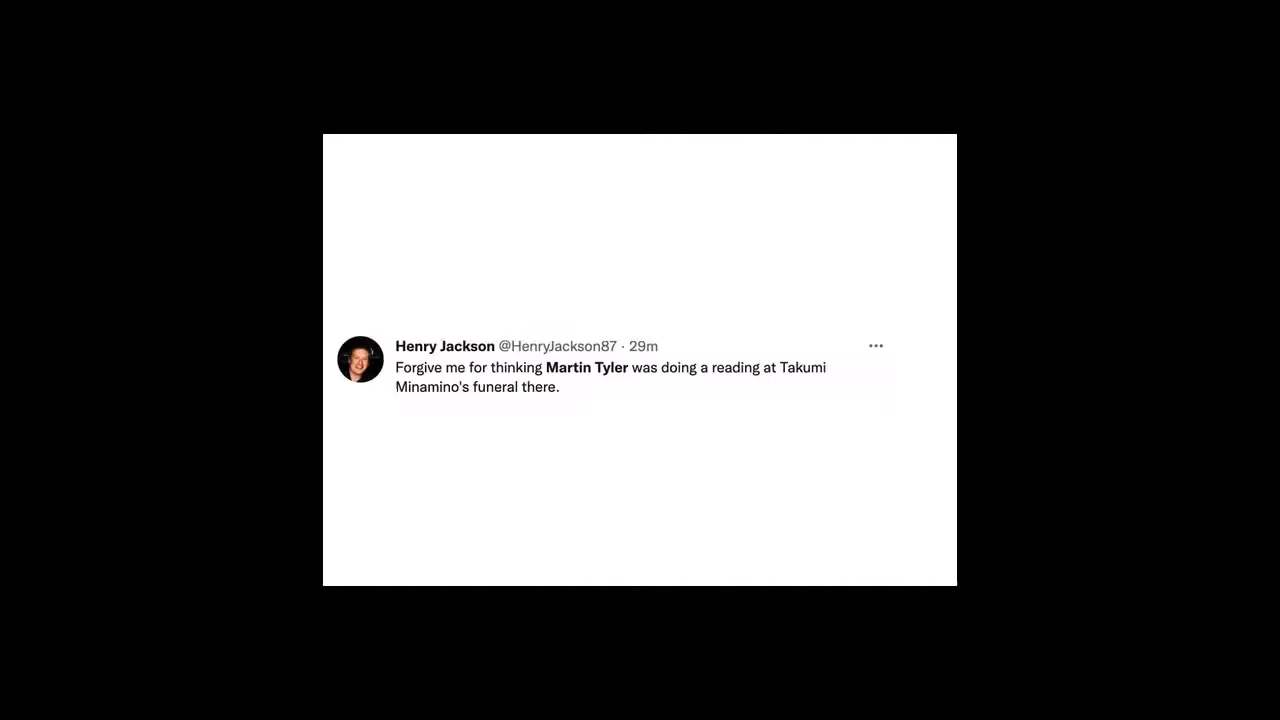 Henry Jackson @HenryJackson87 · 29m
Forgive me for thinking Martin Tyler was doing a reading at Takumi
Minamino's funeral there.